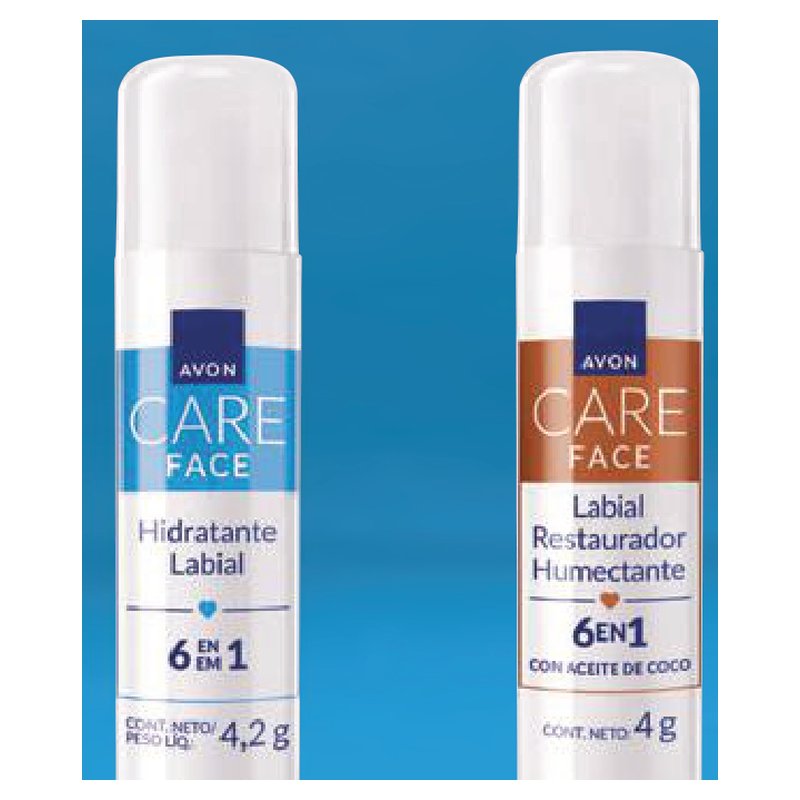 AVON
CARE
FACE
Hidratante
Labial
6 EN
EM 1
CONT. NETO/
PESO LÍQ.: 4,2 g
AVON
CARE
FACE
Labial
Restaurador
Humectante
6EN1
CON ACEITE DE COCO
CONT. NETO: 4 g